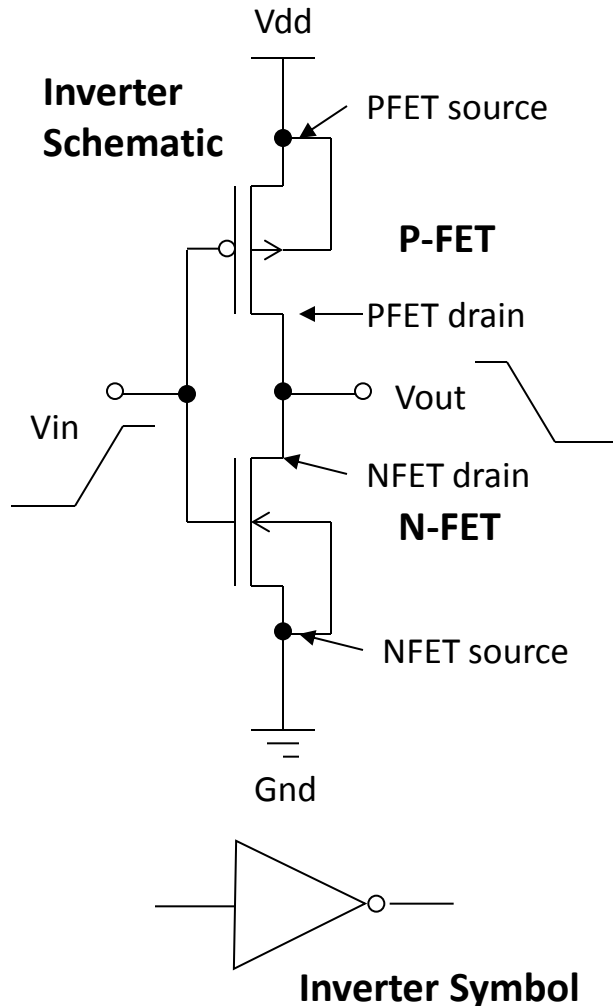 Vdd
Inverter
Schematic
PFET source
P-FET
PFET drain
Vin
Vout
NFET drain
N-FET
NFET source
Gnd
Inverter Symbol